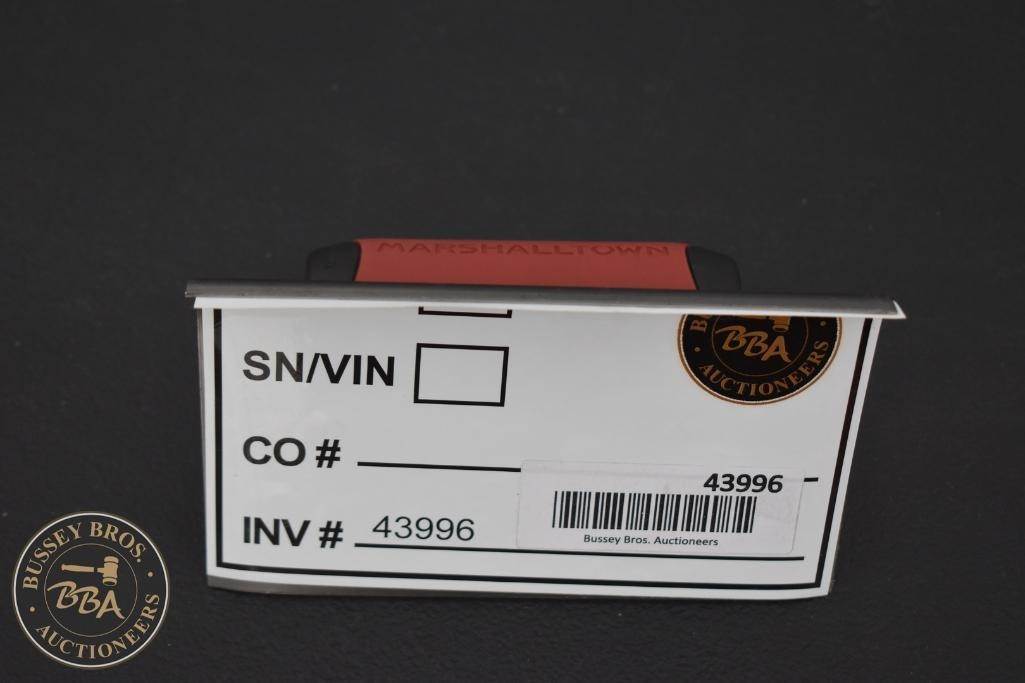 MARSHALLTOWN
BBA
AUCTIONEERS
SN/VIN
CO #
43996
INV # 43996
Bussey Bros. Auctioneers
BUSSEY BROS.
BBA
AUCTIONEERS